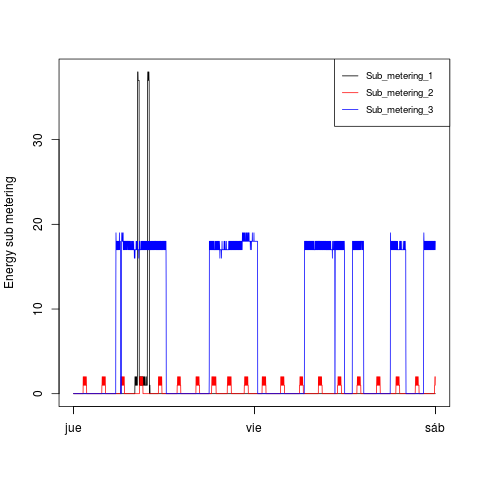 Sub_metering_1
Sub_metering_2
Sub_metering_3
Energy sub metering
30
20
10
0
jue vie sáb